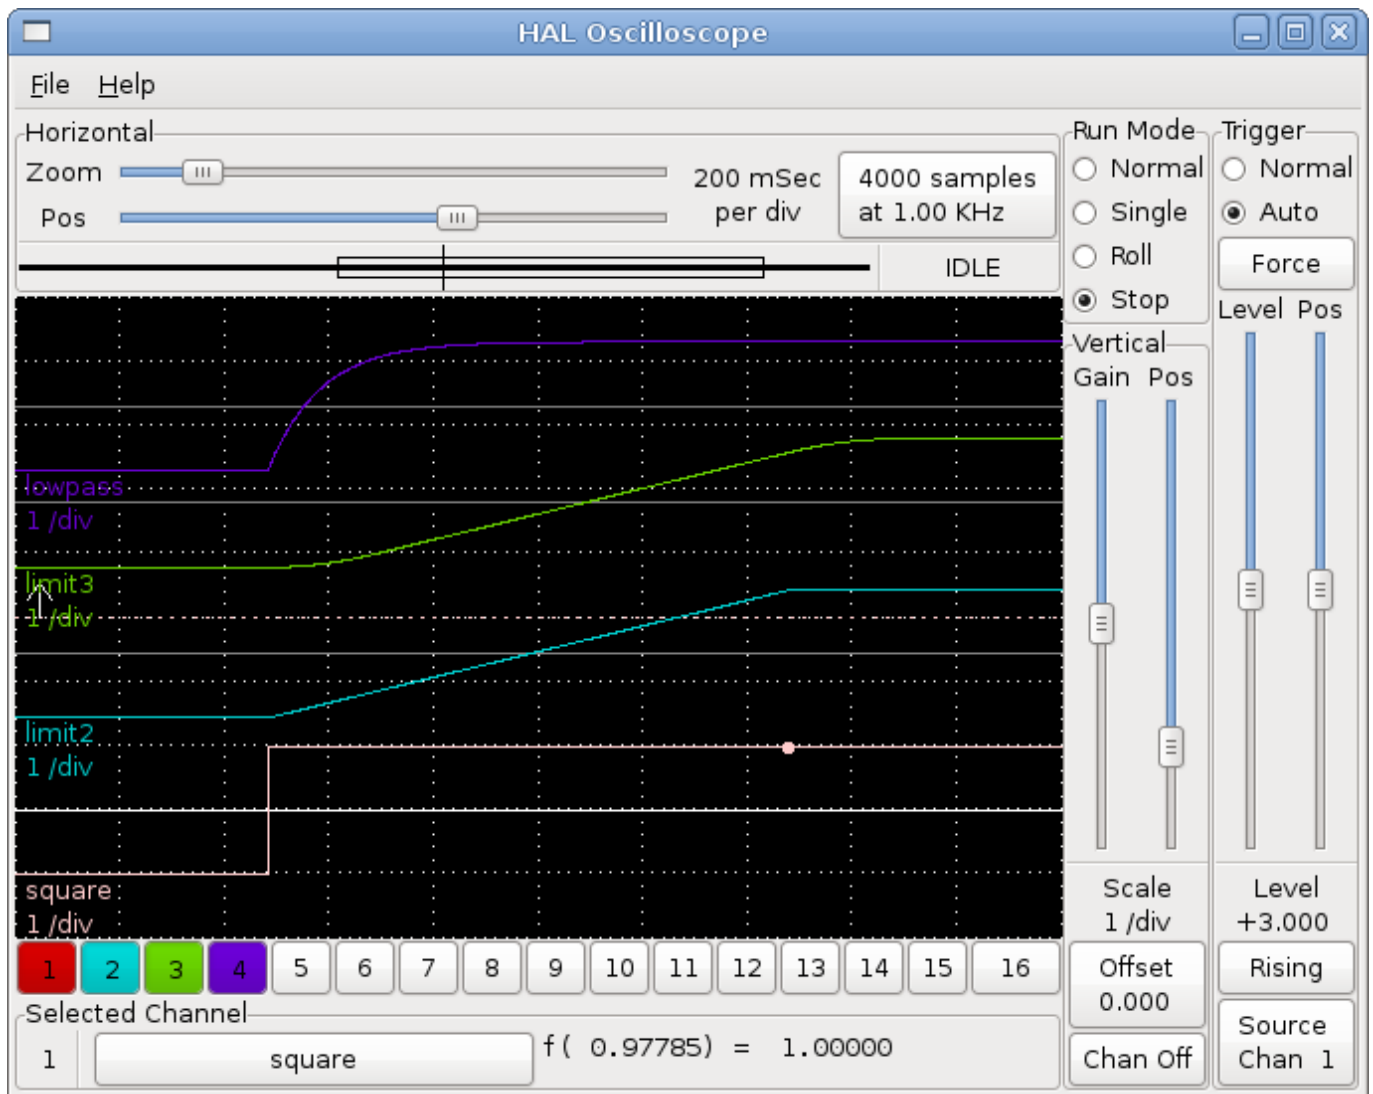 HAL Oscilloscope
File Help
Horizontal
Zoom
Pos
200 mSec
per div
4000 samples
at 1.00 KHz
IDLE
Run Mode
Normal
Single
Roll
Stop
Trigger
Normal
Auto
Force
Level Pos
Vertical
Gain Pos
lowpass
1 /div
limit3
1 /div
limit2
1 /div
square
1 /div
Scale
1 /div
Level
+3.000
1 2 3 4 5 6 7 8 9 10 11 12 13 14 15 16
Offset
0.000
Rising
Selected Channel
1 square f( 0.97785) = 1.00000
Chan Off
Source
Chan 1